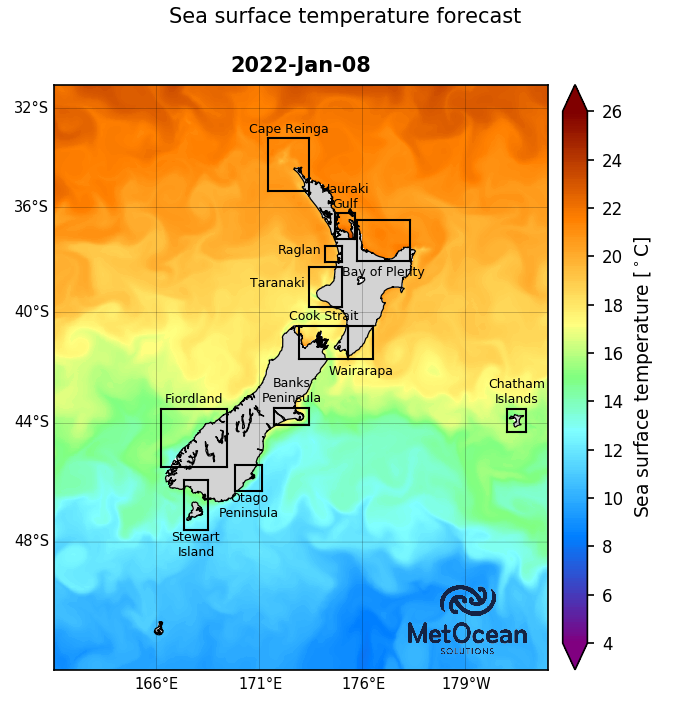 Sea surface temperature forecast
2022-Jan-08
32°S
36°S
40°S
44°S
48°S
166°E
171°E
176°E
179°W
Cape Reinga
Hauraki
Gulf
Raglan
Bay of Plenty
Taranaki
Cook Strait
Wairarapa
Banks
Peninsula
Fiordland
Chatham
Islands
Otago
Peninsula
Stewart
Island
MetOcean
SOLUTIONS
26
24
22
20
18
16
14
12
10
8
6
4
Sea surface temperature [°C]